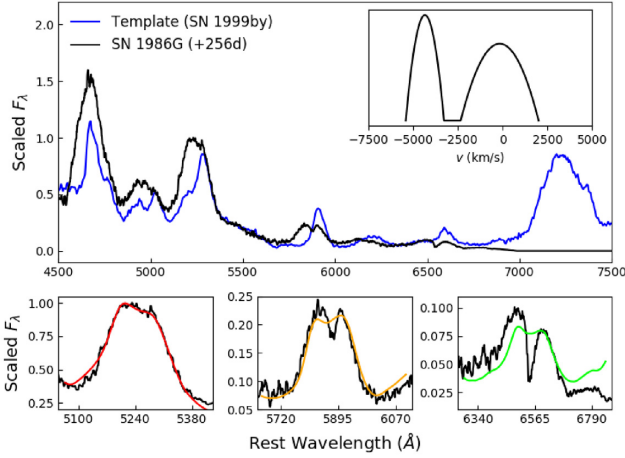 Template (SN 1999by)
SN 1986G (+256d)
Scaled Fλ
2.0
1.5
1.0
0.5
0.0
4500 5000 5500 6000 6500 7000 7500
−7500 −5000 −2500 0 2500 5000
v (km/s)
Scaled Fλ
1.00
0.75
0.50
0.25
5100 5240 5380
0.25
0.20
0.15
0.10
0.05
5720 5895 6070
0.100
0.075
0.050
0.025
6340 6565 6790
Rest Wavelength (Å)